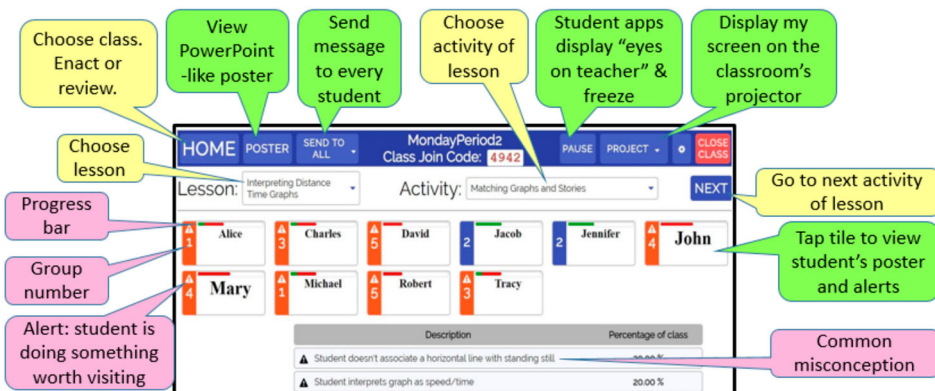 Choose class.
Enact or
review.
View
PowerPoint
-like poster
Send
message
to every
student
Choose
activity of
lesson
Student apps
display “eyes
on teacher” &
freeze
Display my
screen on the
classroom’s
projector
HOME
POSTER
SEND TO
ALL
MondayPeriod2
Class Join Code: 4942
PAUSE
PROJECT
CLOSE
CLASS
Choose
lesson
Lesson:
Interpreting Distance
Time Graphs
Activity:
Matching Graphs and Stories
NEXT
Go to next activity
of lesson
Progress
bar
Group
number
1 Alice
3 Charles
5 David
2 Jacob
2 Jennifer
4 John
Tap tile to view
student’s poster
and alerts
4 Mary
1 Michael
5 Robert
3 Tracy
Alert: student is
doing something
worth visiting
Description
Percentage of class
Student doesn't associate a horizontal line with standing still
Common
misconception
Student interprets graph as speed/time
20.00 %